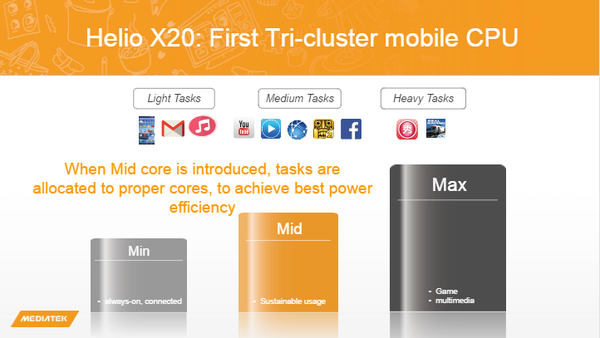 Helio X20: First Tri-cluster mobile CPU
Light Tasks
Medium Tasks
Heavy Tasks
You
Tube
When Mid core is introduced, tasks are
allocated to proper cores, to achieve best power
efficiency
Min
- always-on, connected
Mid
- Sustainable usage
Max
- Game
- multimedia
MEDIATEK